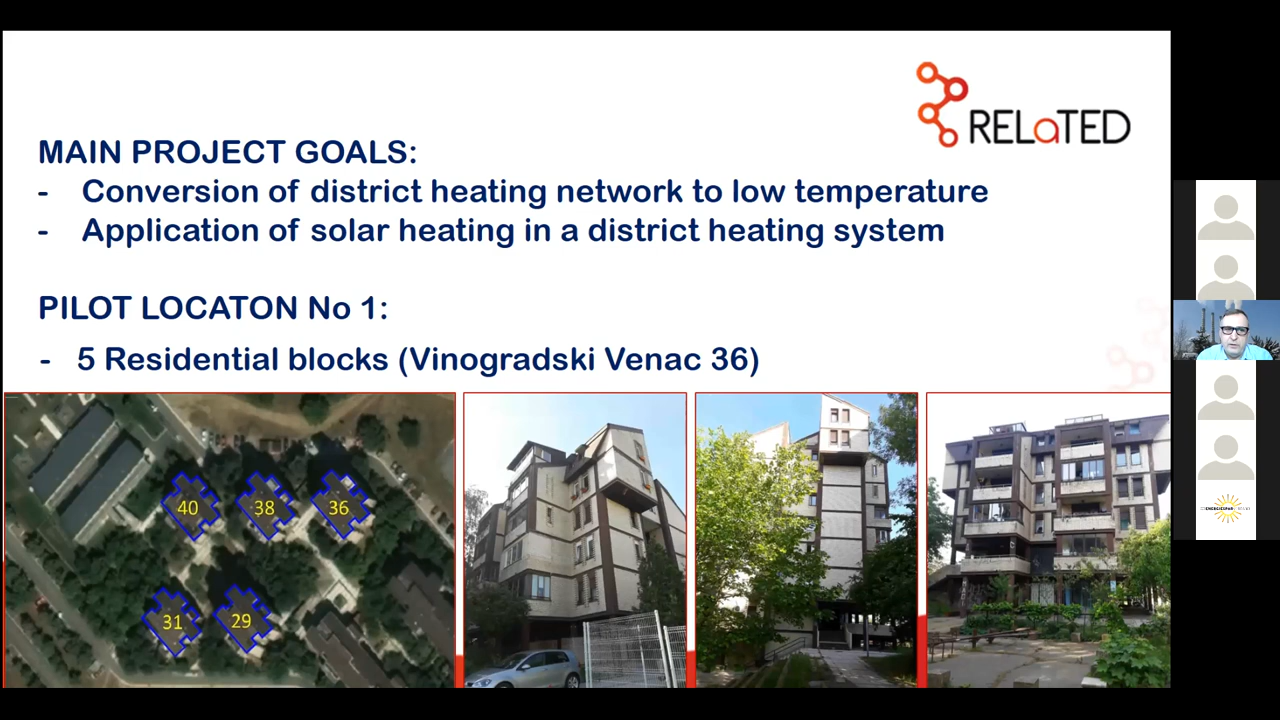 RELaTED
MAIN PROJECT GOALS:
- Conversion of district heating network to low temperature
- Application of solar heating in a district heating system
PILOT LOCATON No 1:
- 5 Residential blocks (Vinogradski Venac 36)
40
38
36
31
29